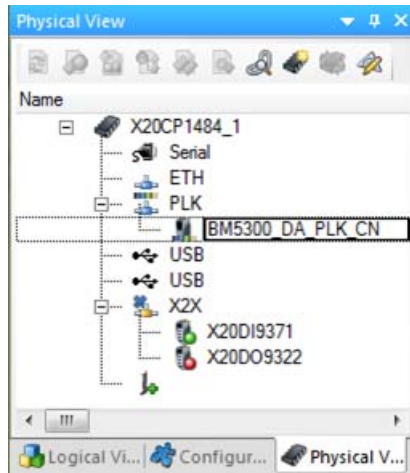 Physical View
Name
X20CP1484_1
Serial
ETH
PLK
BM5300_DA_PLK_CN
USB
USB
X2X
X20DI9371
X20DO9322
Logical Vi... Configur... Physical V...